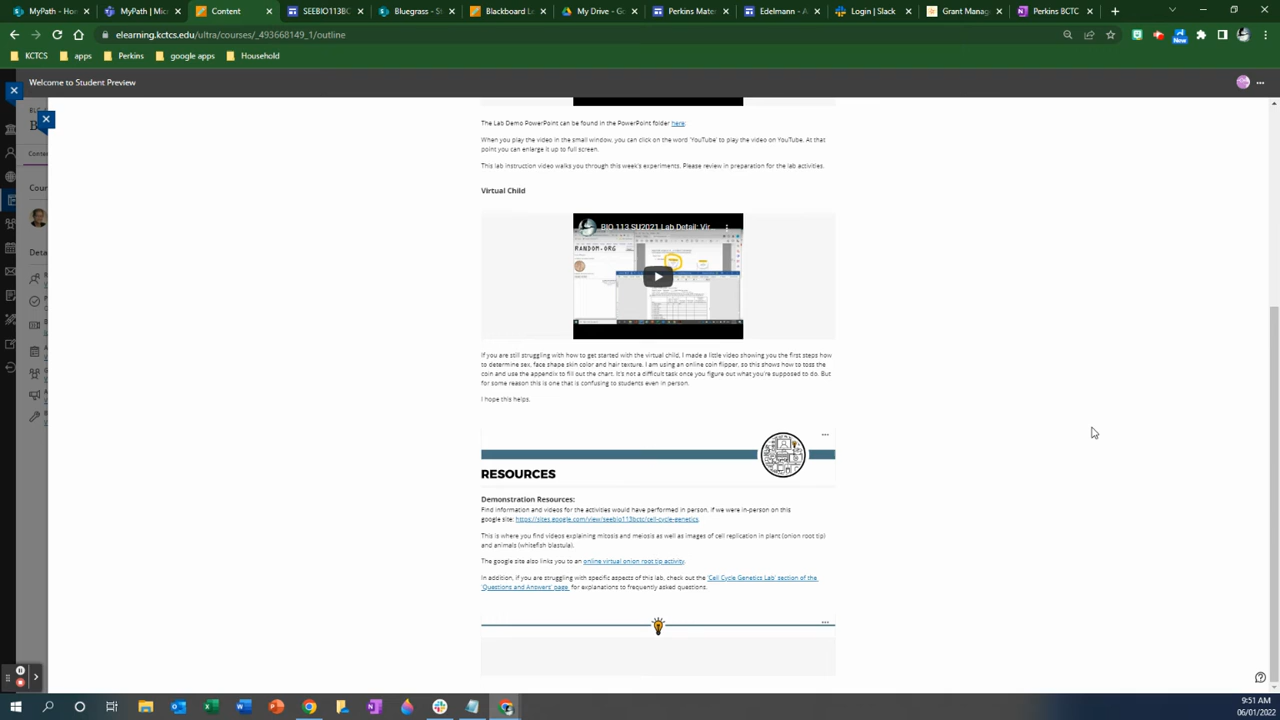 MyPath - Ho
MyPath | Mic
Content
SEEBO113BC
Bluegrass - S
Blackboard Le
My Drive - Go
Perkins Mate
Edelmann - A
Login | Slack
Grant Manag
Perkins BCTC
elearning.kctcs.edu/ultra/courses/_493668149_1/outline
New
KCTCS apps Perkins google apps Household
Welcome to Student Preview
Cour
Deta
The Lab Demo PowerPoint can be found in the PowerPoint folder here:
When you play the video in the small window, you can click on the word 'YouTube' to play the video on YouTube. At that
point you can enlarge it up to full screen.
This lab instruction video walks you through this week's experiments. Please review in preparation for the lab activities.
Virtual Child
BIO 113 SU2021 Lab Detail: Vir...
RANDOM.ORG
If you are still struggling with how to get started with the virtual child, I made a little video showing you the first steps how
to determine sex, face shape skin color and hair texture. I am using an online coin flipper, so this shows how to toss the
coin and use the appendix to fill out the chart. It's not a difficult task once you figure out what you're supposed to do. But
for some reason this is one that is confusing to students even in person.
I hope this helps.
RESOURCES
Demonstration Resources:
Find information and videos for the activities would have performed in person, if we were in-person on this
google site: https://sites.google.com/view/seebio113bctc/cell-cycle-genetics.
This is where you find videos explaining mitosis and meiosis as well as images of cell replication in plant (onion root tip)
and animals (whitefish blastula).
The google site also links you to an online virtual onion root tip activity.
In addition, if you are struggling with specific aspects of this lab, check out the 'Cell Cycle Genetics Lab' section of the
'Questions and Answers' page for explanations to frequently asked questions.
9:51 AM
06/01/2022